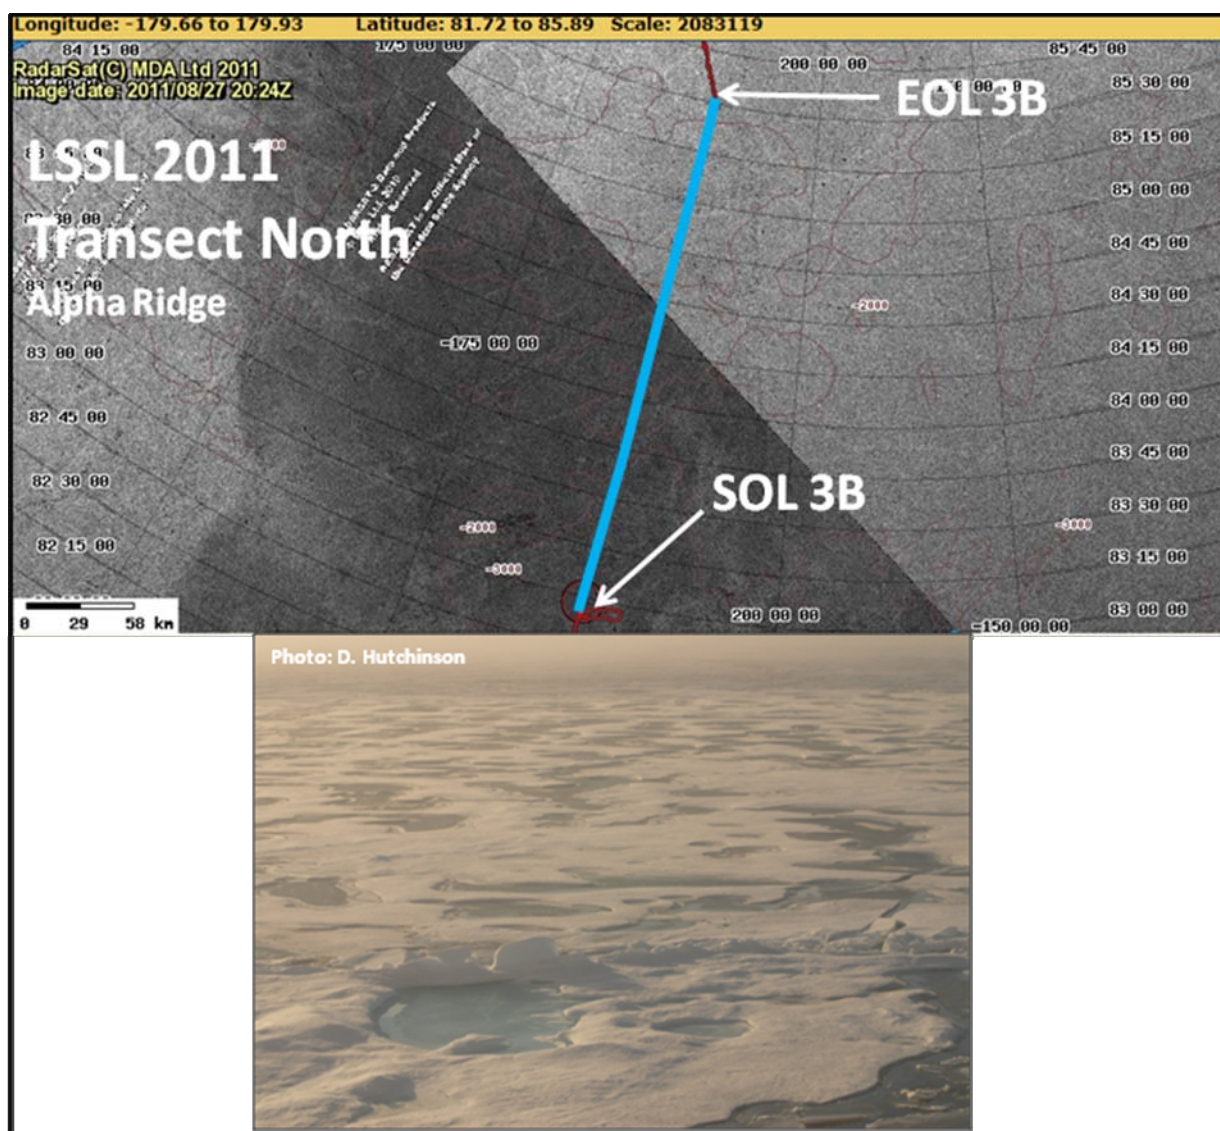 Longitude: -179.66 to 179.93 Latitude: 81.72 to 85.89 Scale: 2083119
84 15 00
175 00 00
85 45 00
RadarSat(C) MDA Ltd 2011
Image date: 2011/08/27 20:24Z
200 00 00
85 30 00
EOL 3B
85 15 00
LSSL 2011
85 00 00
Transect North
84 45 00
Alpha Ridge
84 30 00
-2000
-175 00 00
84 15 00
83 00 00
84 00 00
82 45 00
83 45 00
82 30 00
SOL 3B
83 30 00
-2000
-3000
82 15 00
83 15 00
-3000
83 00 00
200 00 00
-150 00 00
0 29 58 km
Photo: D. Hutchinson